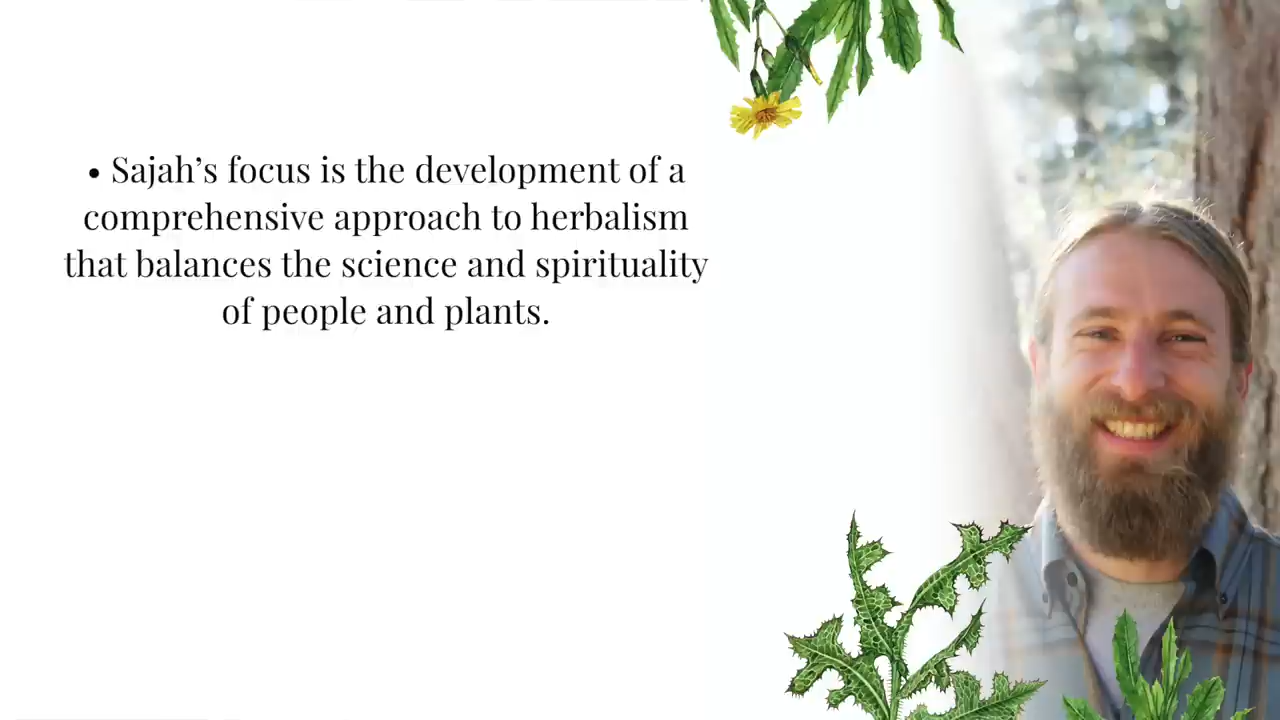 • Sajah’s focus is the development of a
comprehensive approach to herbalism
that balances the science and spirituality
of people and plants.